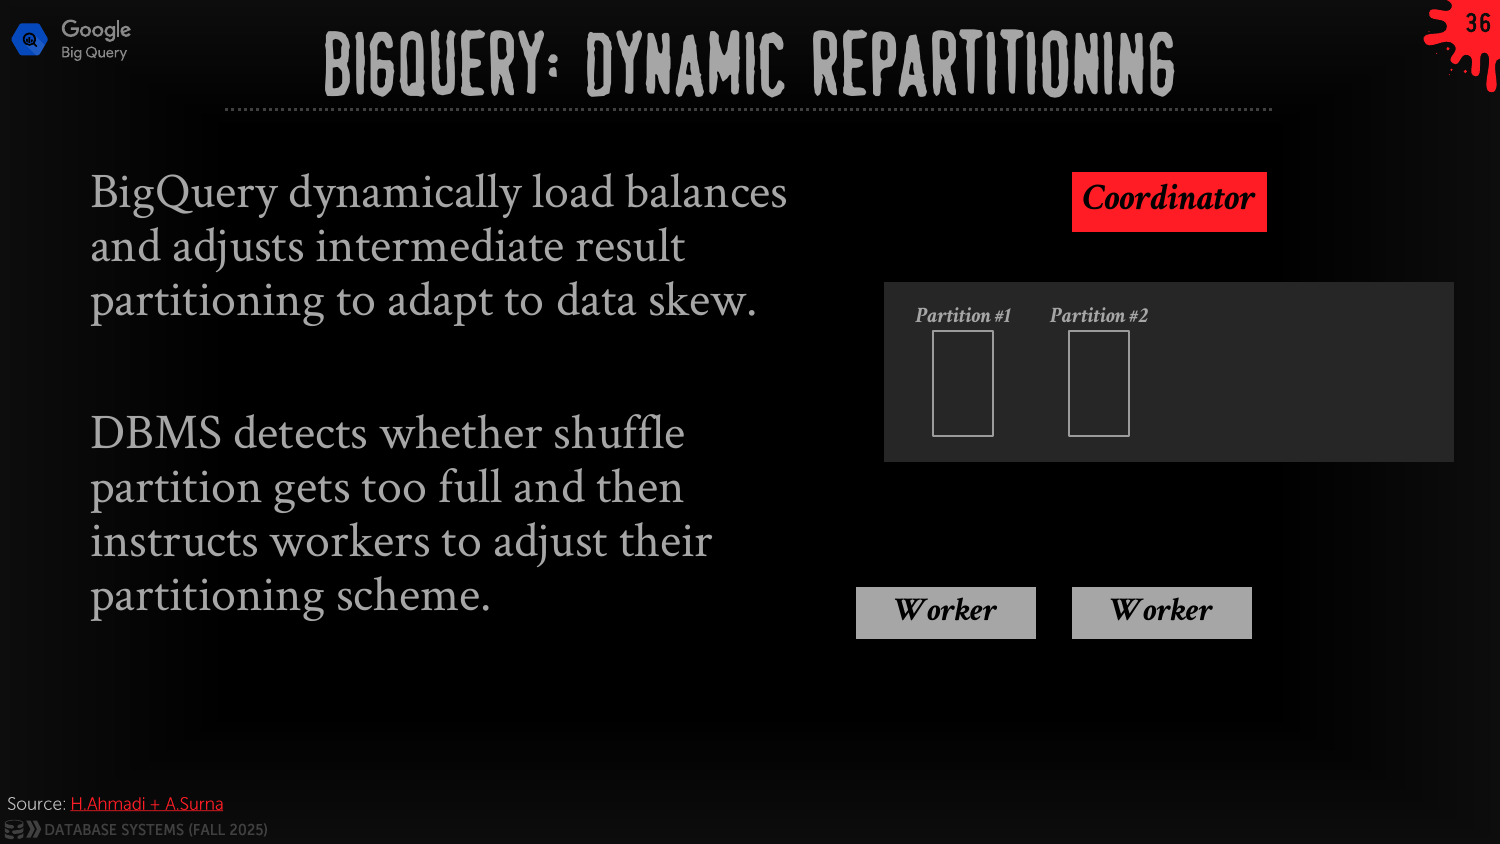 Google
Big Query
BIGQUERY: DYNAMIC REPARTITIONING
36
BigQuery dynamically load balances
and adjusts intermediate result
partitioning to adapt to data skew.
DBMS detects whether shuffle
partition gets too full and then
instructs workers to adjust their
partitioning scheme.
Coordinator
Partition #1 Partition #2
Worker Worker
Source: H.Ahmadi + A.Surna
DATABASE SYSTEMS (FALL 2025)